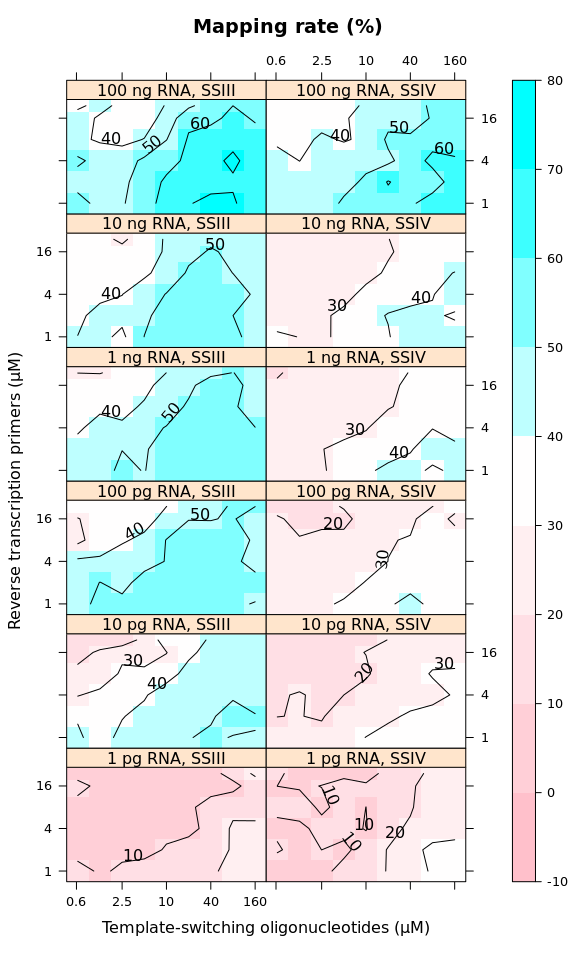 Mapping rate (%)
0.6 2.5 10 40 160
100 ng RNA, SSIII 100 ng RNA, SSIV
40 50 60 40 50 60
16
4
1
10 ng RNA, SSIII 10 ng RNA, SSIV
16
4
1
40 50 30 40
1 ng RNA, SSIII 1 ng RNA, SSIV
40 50 30 40
16
4
1
100 pg RNA, SSIII 100 pg RNA, SSIV
16
4
1
40 50 20 30
10 pg RNA, SSIII 10 pg RNA, SSIV
30 40 20 30
16
4
1
1 pg RNA, SSIII 1 pg RNA, SSIV
16
4
1
10 10 10 10 20
0.6 2.5 10 40 160
Template-switching oligonucleotides (µM)
Reverse transcription primers (µM)
80
70
60
50
40
30
20
10
0
-10